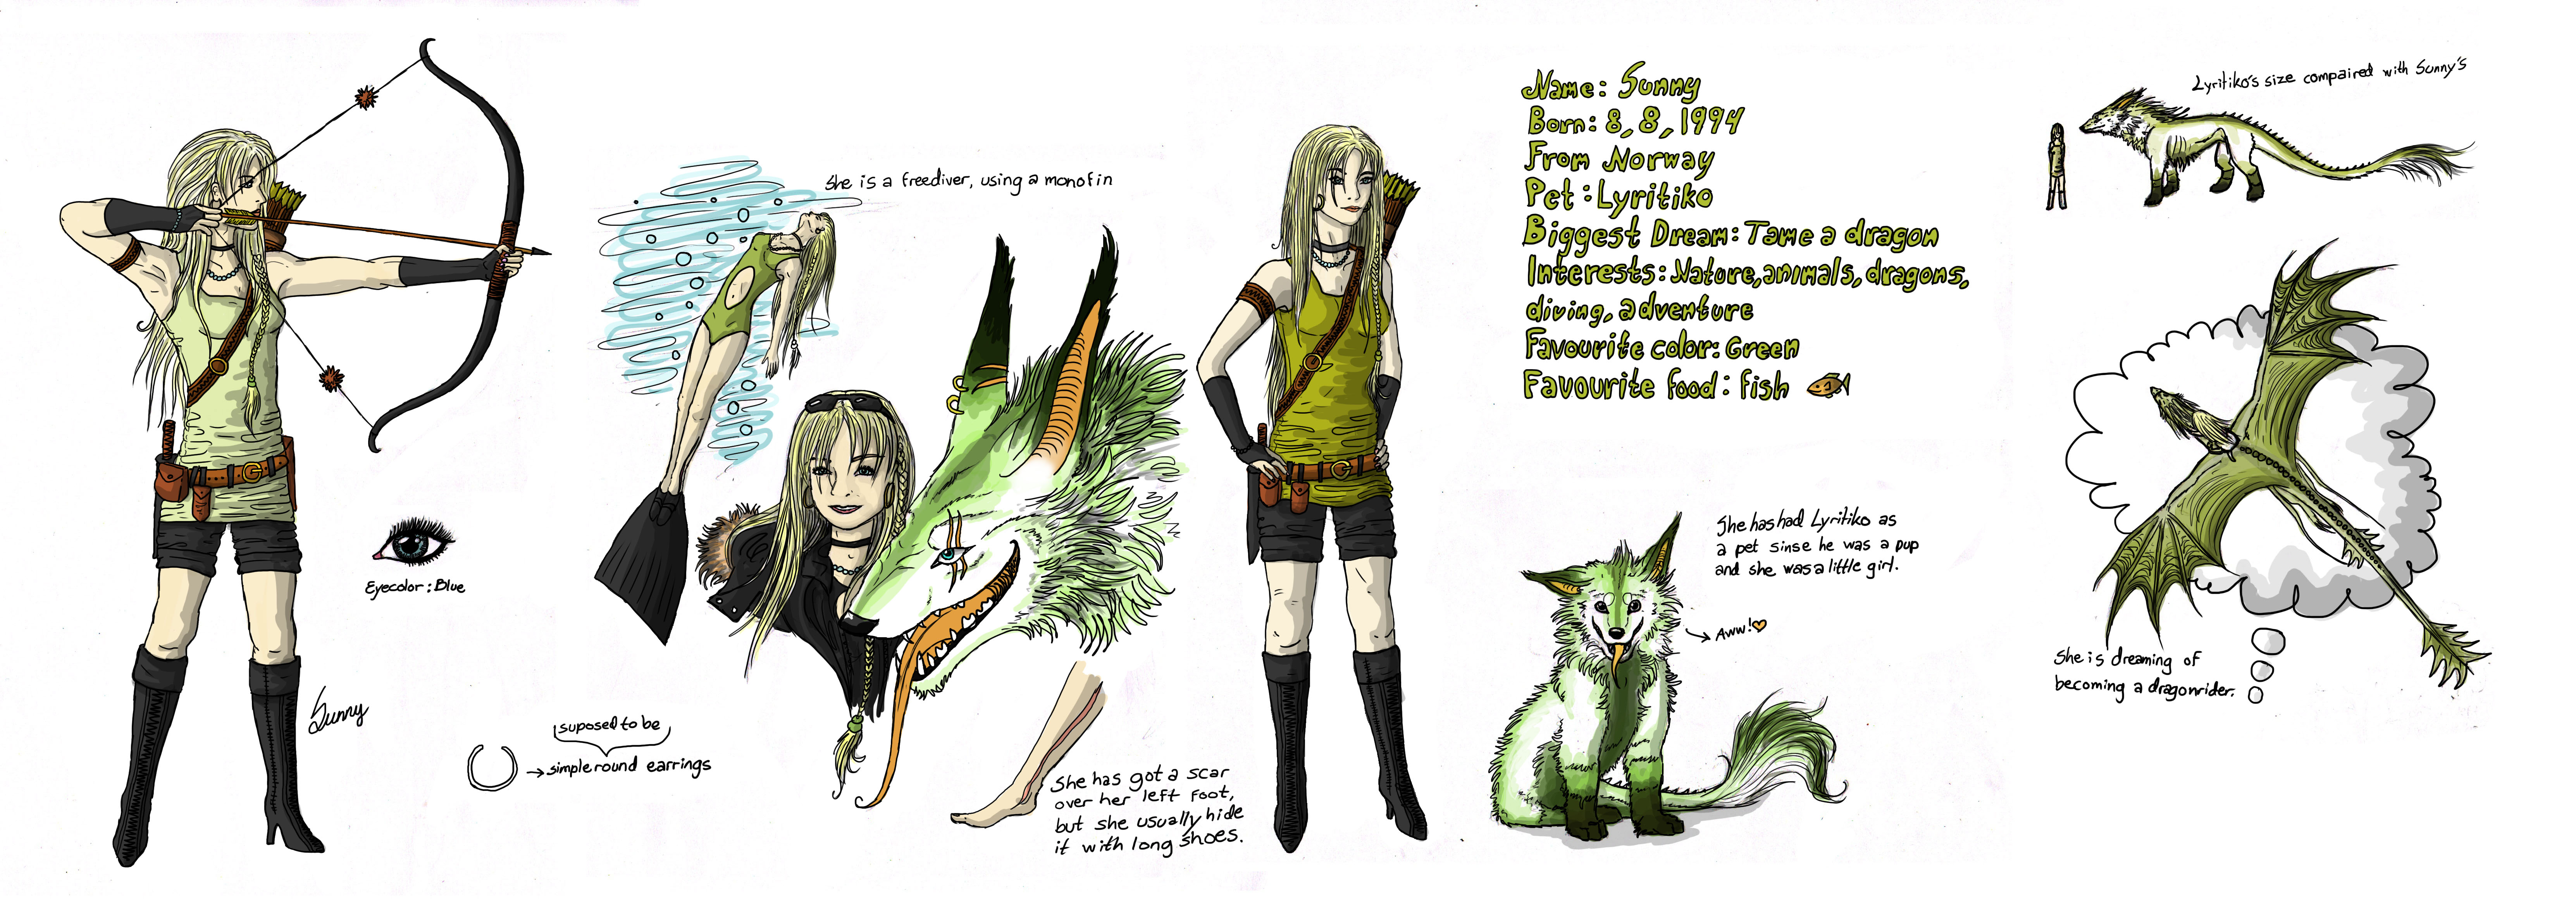 She is a freediver, using a monofin
Eyecolor: Blue
Sunny
suposed to be
simple round earrings
She has got a scar
over her left foot,
but she usually hide
it with long shoes.
Name: Sunny
Born: 8, 8, 1994
From Norway
Pet: Lyritiko
Biggest Dream: Tame a dragon
Interests: Nature, animals, dragons,
diving, adventure
Favourite color: Green
Favourite food: fish
She has had Lyritiko as
a pet sinse he was a pup
and she was a little girl.
Aww!
Lyritiko's size compaired with Sunny's
She is dreaming of
becoming a dragonrider.